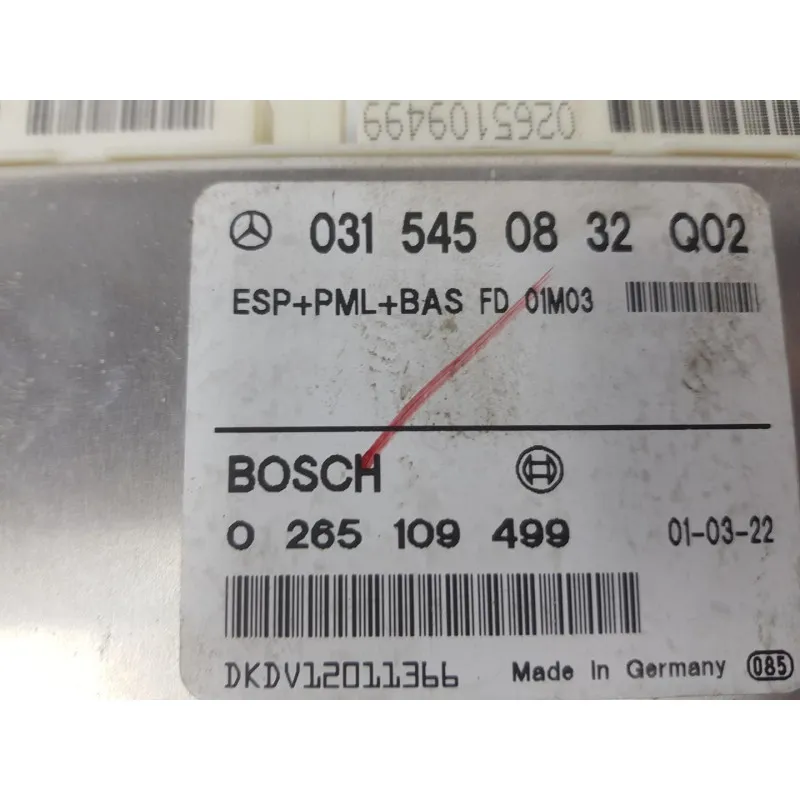 0265109499
031 545 08 32 Q02
ESP+PML+BAS FD 01M03
BOSCH
0 265 109 499 01-03-22
DKDV12011366 Made In Germany 085